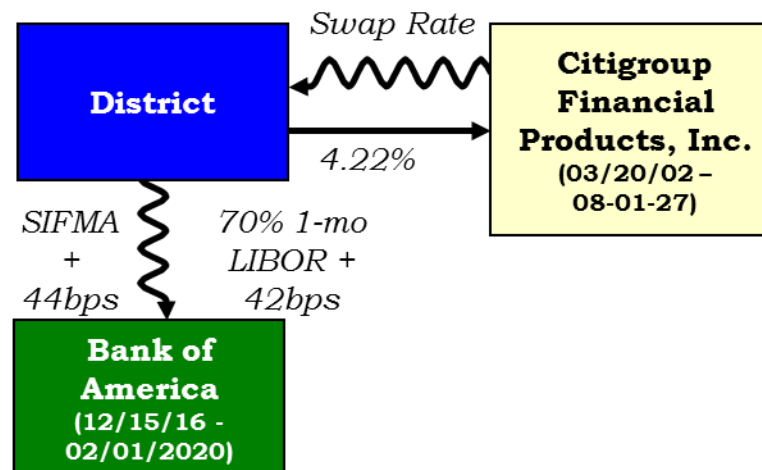 Swap Rate
District
4.22%
Citigroup
Financial
Products, Inc.
(03/20/02 –
08-01-27)
SIFMA
+
44bps
70% 1-mo
LIBOR +
42bps
Bank of
America
(12/15/16 -
02/01/2020)